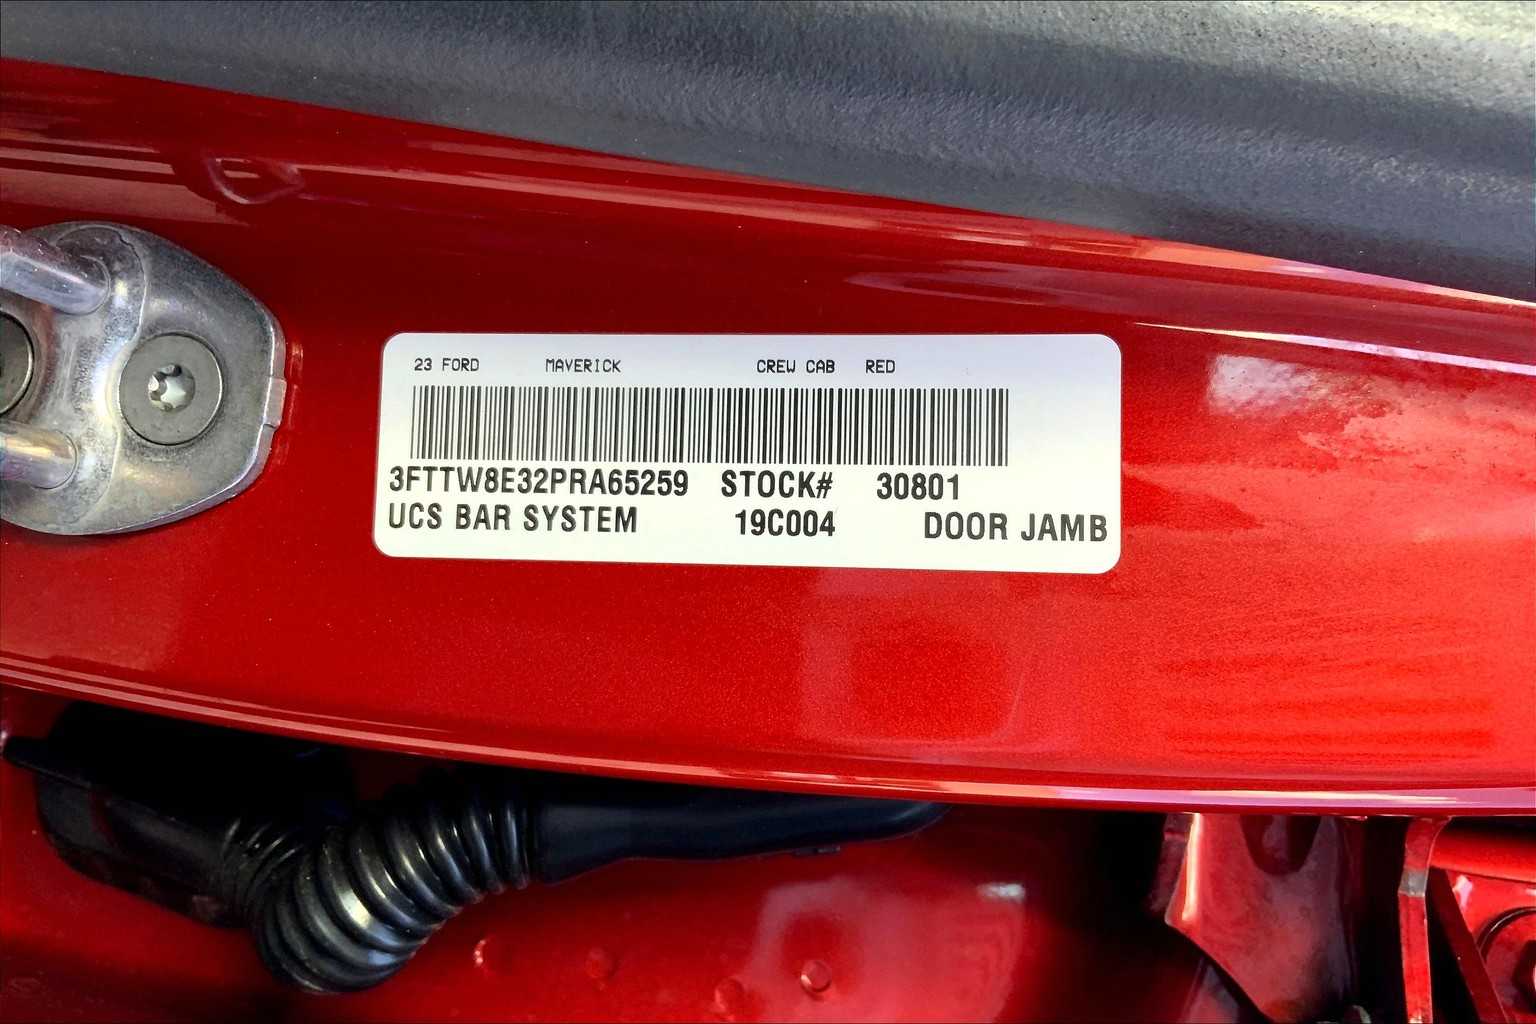 23 FORD MAVERICK CREW CAB RED
3FTTW8E32PRA65259 STOCK# 30801
UCS BAR SYSTEM 19C004 DOOR JAMB